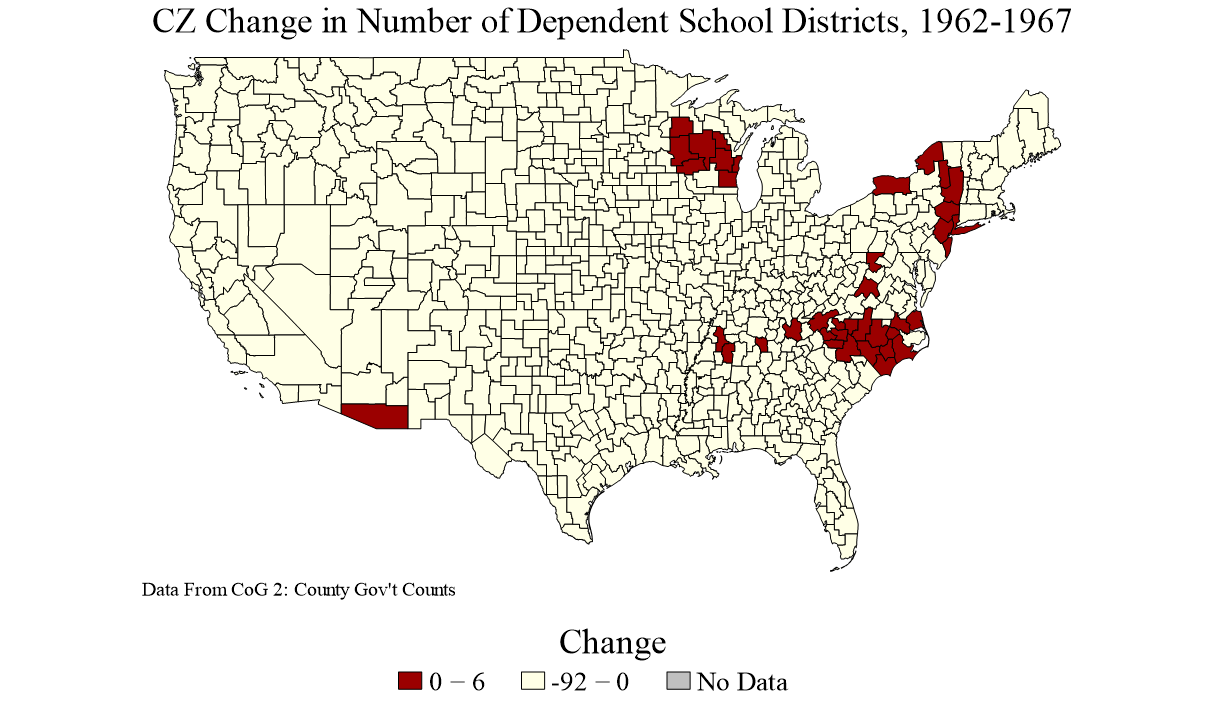 CZ Change in Number of Dependent School Districts, 1962-1967
Data From CoG 2: County Gov't Counts
Change
0 − 6 -92 − 0 No Data